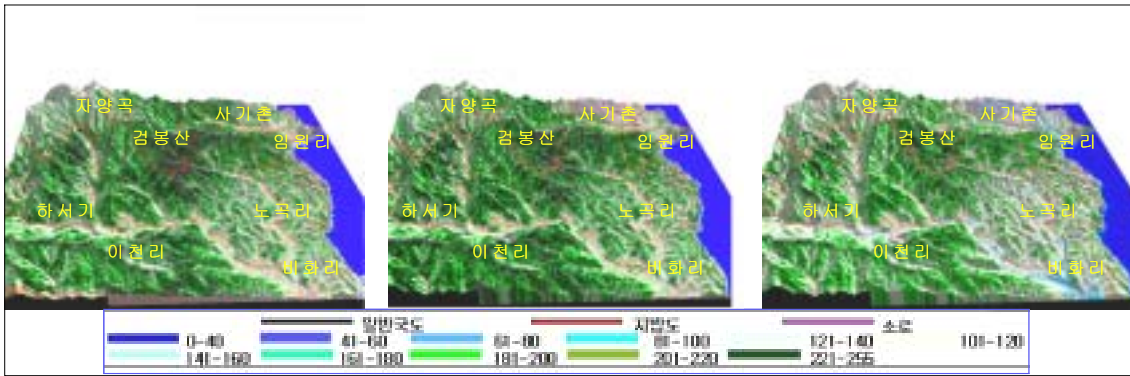 자양곡 사기촌 자양곡 사기촌 자양곡 사기촌
검봉산 임원리 검봉산 임원리 검봉산 임원리
하서기 노곡리 하서기 노곡리 하서기 노곡리
이천리 비화리 이천리 비화리 이천리 비화리
일반국도 지방도 소로
0-40 41-60 61-80 81-100 121-140 101-120
141-160 161-180 181-200 201-220 221-255